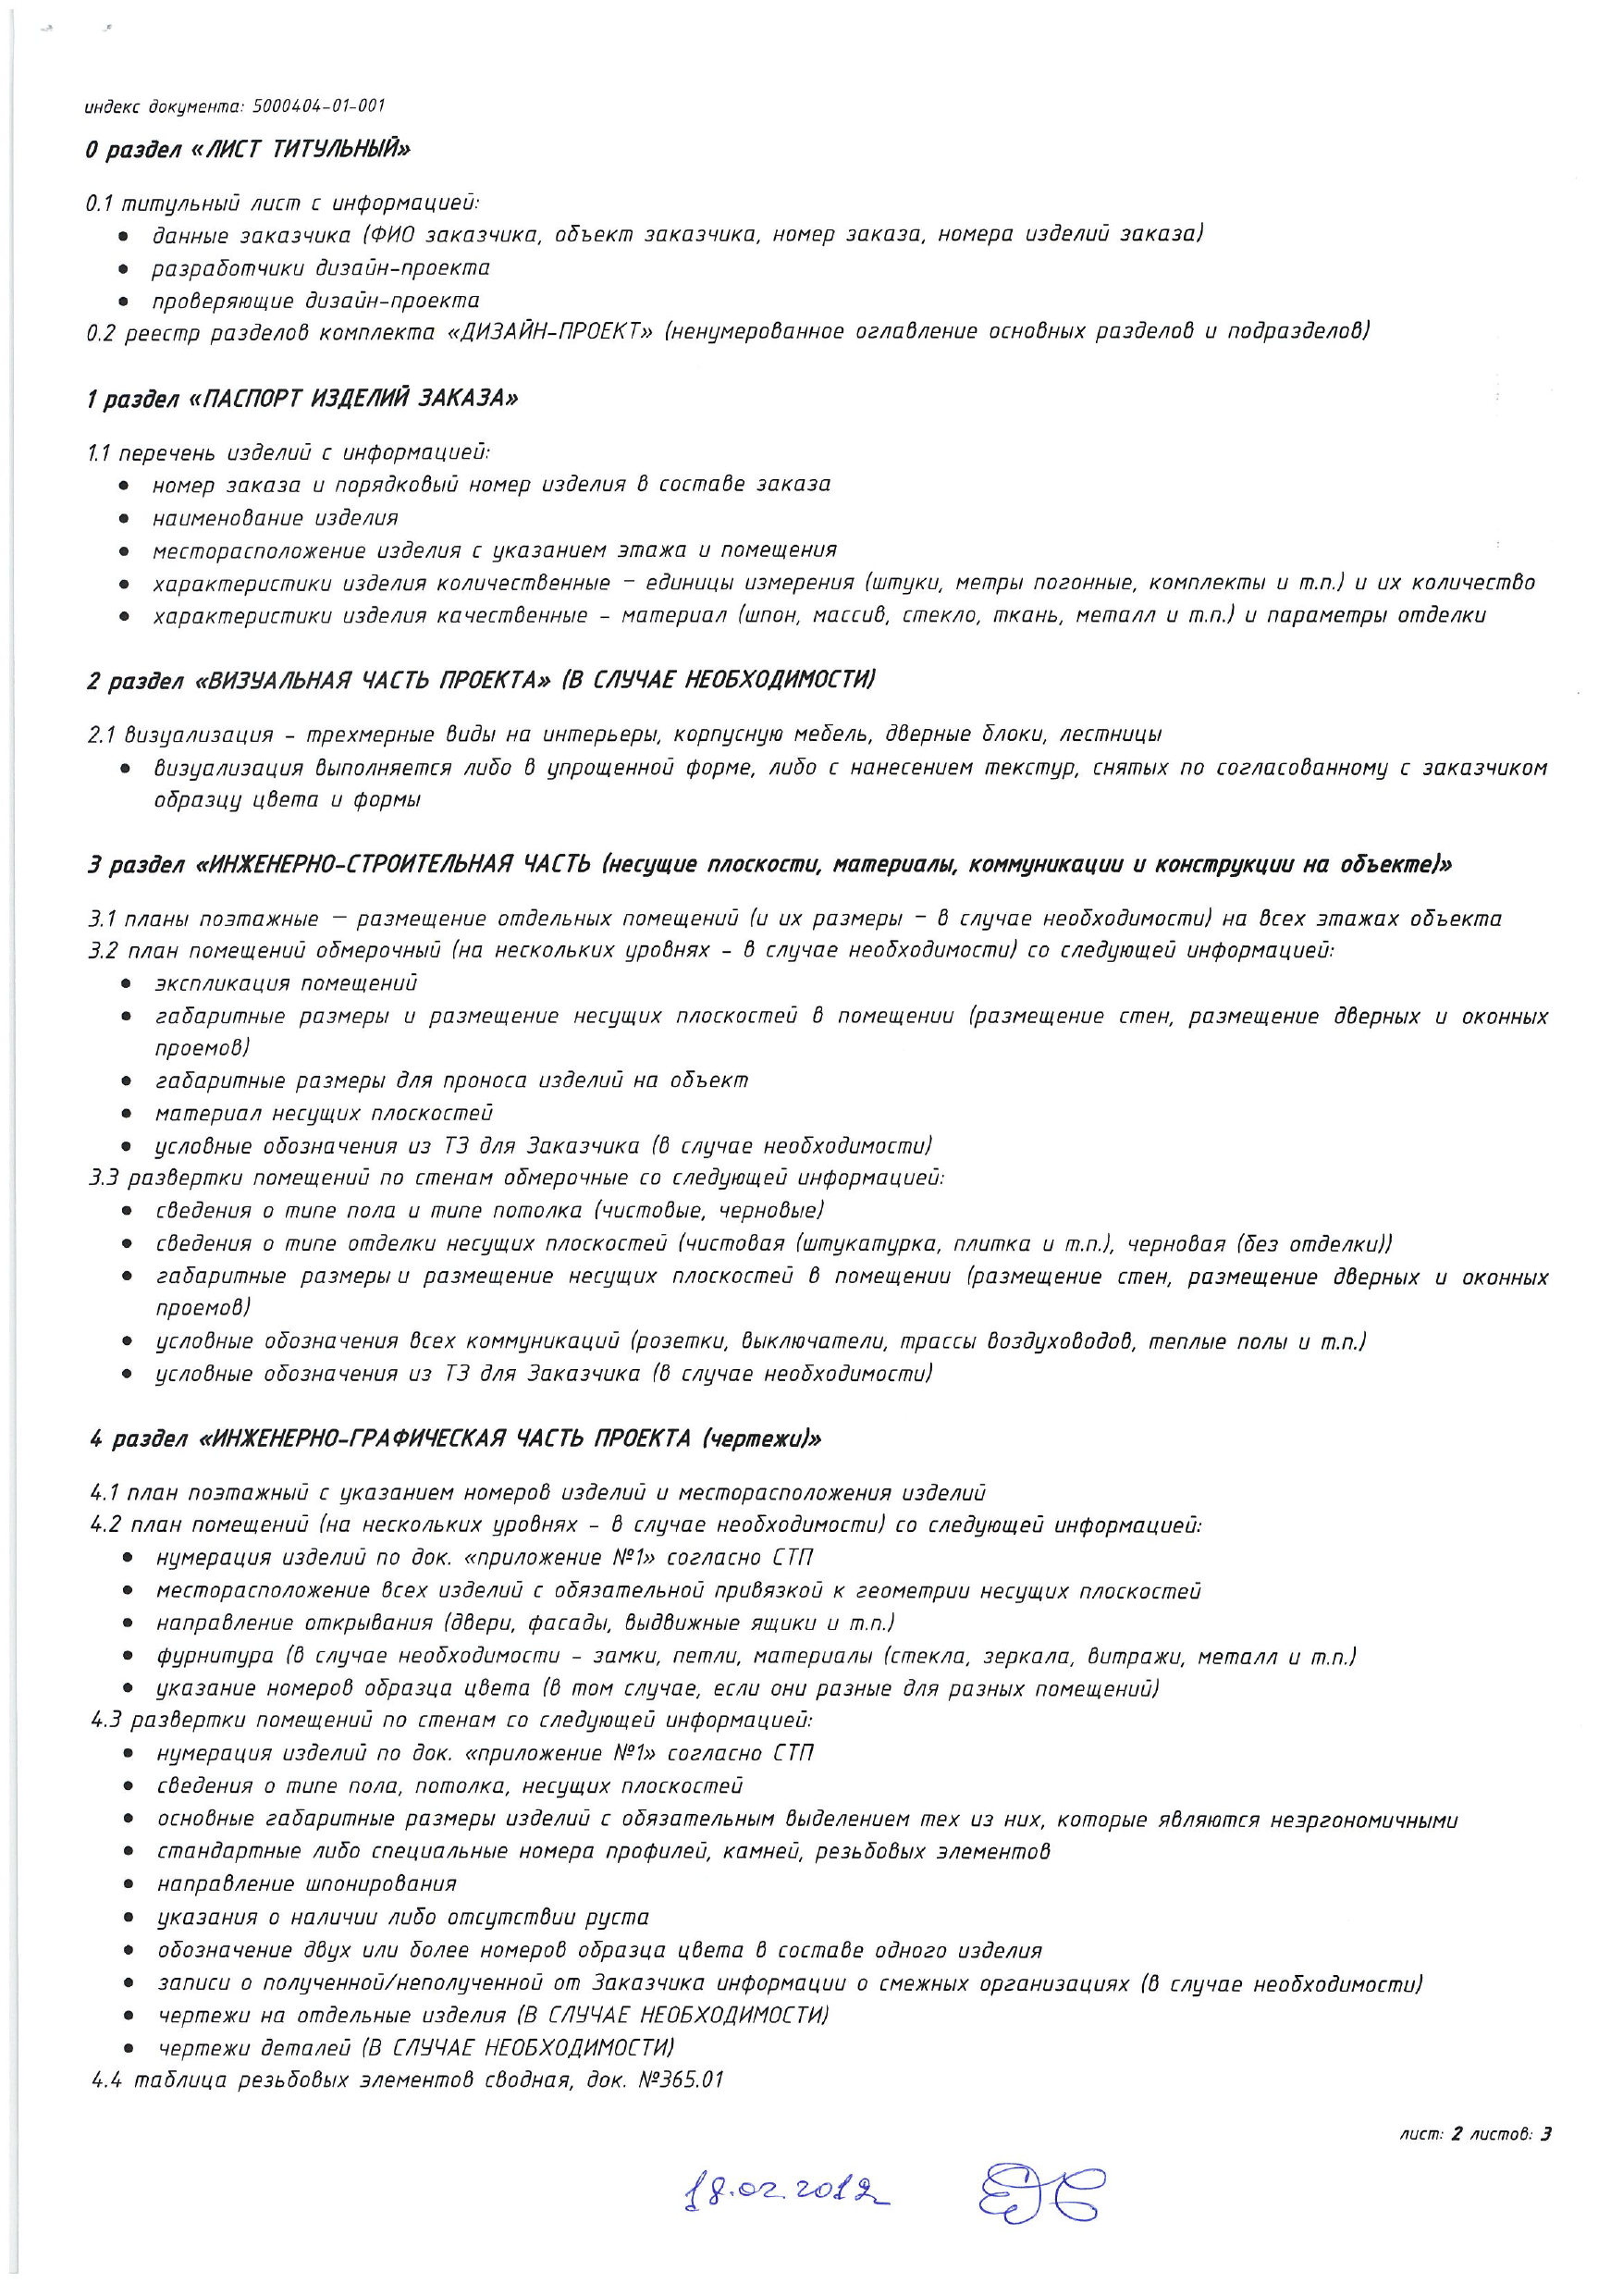 индекс документа: 5000404-01-001
0 раздел «ЛИСТ ТИТУЛЬНЫЙ»
0.1 титульный лист с информацией:
• данные заказчика (ФИО заказчика, объект заказчика, номер заказа, номера изделий заказа)
• разработчики дизайн-проекта
• проверяющие дизайн-проекта
0.2 реестр разделов комплекта «ДИЗАЙН-ПРОЕКТ» (ненумерованное оглавление основных разделов и подразделов)
1 раздел «ПАСПОРТ ИЗДЕЛИЙ ЗАКАЗА»
1.1 перечень изделий с информацией:
• номер заказа и порядковый номер изделия в составе заказа
• наименование изделия
• месторасположение изделия с указанием этажа и помещения
• характеристики изделия количественные – единицы измерения (штуки, метры погонные, комплекты и т.п.) и их количество
• характеристики изделия качественные – материал (шпон, массив, стекло, ткань, металл и т.п.) и параметры отделки
2 раздел «ВИЗУАЛЬНАЯ ЧАСТЬ ПРОЕКТА» (В СЛУЧАЕ НЕОБХОДИМОСТИ)
2.1 визуализация – трехмерные виды на интерьеры, корпусную мебель, дверные блоки, лестницы
• визуализация выполняется либо в упрощенной форме, либо с нанесением текстур, снятых по согласованному с заказчиком
образцу цвета и формы
3 раздел «ИНЖЕНЕРНО-СТРОИТЕЛЬНАЯ ЧАСТЬ (несущие плоскости, материалы, коммуникации и конструкции на объекте)»
3.1 планы поэтажные — размещение отдельных помещений (и их размеры – в случае необходимости) на всех этажах объекта
3.2 план помещений обмерочный (на нескольких уровнях – в случае необходимости) со следующей информацией:
• экспликация помещений
• габаритные размеры и размещение несущих плоскостей в помещении (размещение стен, размещение дверных и оконных
проемов)
• габаритные размеры для проноса изделий на объект
• материал несущих плоскостей
• условные обозначения из ТЗ для Заказчика (в случае необходимости)
3.3 развертки помещений по стенам обмерочные со следующей информацией:
• сведения о типе пола и типе потолка (чистовые, черновые)
• сведения о типе отделки несущих плоскостей (чистовая (штукатурка, плитка и т.п.), черновая (без отделки))
• габаритные размеры и размещение несущих плоскостей в помещении (размещение стен, размещение дверных и оконных
проемов)
• условные обозначения всех коммуникаций (розетки, выключатели, трассы воздуховодов, теплые полы и т.п.)
• условные обозначения из ТЗ для Заказчика (в случае необходимости)
4 раздел «ИНЖЕНЕРНО-ГРАФИЧЕСКАЯ ЧАСТЬ ПРОЕКТА (чертежи)»
4.1 план поэтажный с указанием номеров изделий и месторасположения изделий
4.2 план помещений (на нескольких уровнях – в случае необходимости) со следующей информацией:
• нумерация изделий по док. «приложение №1» согласно СТП
• месторасположение всех изделий с обязательной привязкой к геометрии несущих плоскостей
• направление открывания (двери, фасады, выдвижные ящики и т.п.)
• фурнитура (в случае необходимости – замки, петли, материалы (стекла, зеркала, витражи, металл и т.п.)
• указание номеров образца цвета (в том случае, если они разные для разных помещений)
4.3 развертки помещений по стенам со следующей информацией:
• нумерация изделий по док. «приложение №1» согласно СТП
• сведения о типе пола, потолка, несущих плоскостей
• основные габаритные размеры изделий с обязательным выделением тех из них, которые являются неэргономичными
• стандартные либо специальные номера профилей, камней, резьбовых элементов
• направление шпонирования
• указания о наличии либо отсутствии руста
• обозначение двух или более номеров образца цвета в составе одного изделия
• записи о полученной/неполученной от Заказчика информации о смежных организациях (в случае необходимости)
• чертежи на отдельные изделия (В СЛУЧАЕ НЕОБХОДИМОСТИ)
• чертежи деталей (В СЛУЧАЕ НЕОБХОДИМОСТИ)
4.4 таблица резьбовых элементов сводная, док. №365.01
лист: 2 листов: 3
18.02.2012